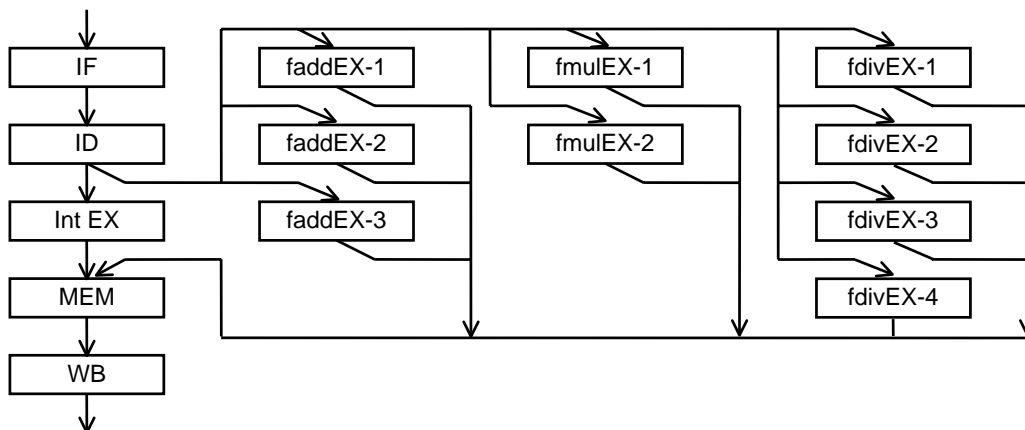 IF
faddEX-1
fmulEX-1
fdivEX-1
ID
faddEX-2
fmulEX-2
fdivEX-2
Int EX
faddEX-3
fdivEX-3
MEM
fdivEX-4
WB